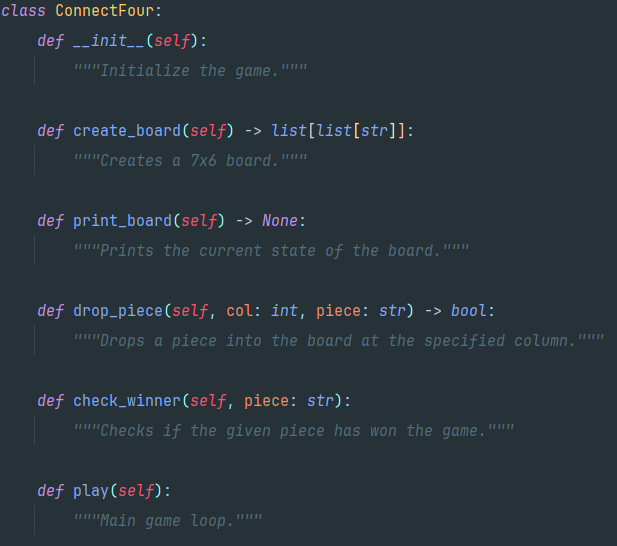 class ConnectFour:
    def __init__(self):
        """Initialize the game."""
    def create_board(self) -> list[list[str]]:
        """Creates a 7x6 board."""
    def print_board(self) -> None:
        """Prints the current state of the board."""
    def drop_piece(self, col: int, piece: str) -> bool:
        """Drops a piece into the board at the specified column."""
    def check_winner(self, piece: str):
        """Checks if the given piece has won the game."""
    def play(self):
        """Main game loop."""